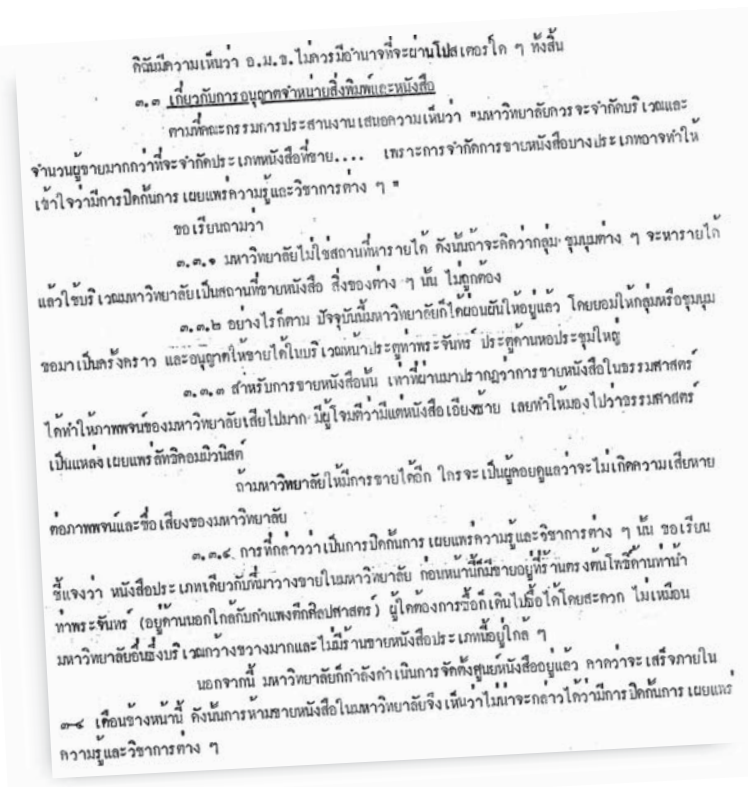 ดิฉันมีความเห็นว่า อ.ม.ธ. ไม่ควรมีอำนาจที่จะผ่านโปสเตอร์ใด ๆ ทั้งสิ้น
๓.๓ เกี่ยวกับการอนุญาตจำหน่ายสิ่งพิมพ์และหนังสือ
ตามที่คณะกรรมการประสานงานเสนอความเห็นว่า "มหาวิทยาลัยควรจะจำกัดบริเวณและ
จำนวนผู้ขายมากกว่าที่จะจำกัดประเภทหนังสือที่ขาย.... เพราะการจำกัดการขายหนังสือบางประเภทอาจทำให้
เข้าใจว่ามีการปิดกั้นการเผยแพร่ความรู้และวิชาการต่าง ๆ "
ขอเรียนถามว่า
๓.๓.๑ มหาวิทยาลัยไม่ใช่สถานที่หารายได้ ดังนั้นถ้าจะคิดว่ากลุ่ม ชุมนุมต่าง ๆ จะหารายได้
แล้วใช้บริเวณมหาวิทยาลัยเป็นสถานที่ขายหนังสือ สิ่งของต่าง ๆ นั้น ไม่ถูกต้อง
๓.๓.๒ อย่างไรก็ตาม ปัจจุบันนี้มหาวิทยาลัยก็ได้ผ่อนผันให้อยู่แล้ว โดยยอมให้กลุ่มหรือชุมนุม
ขอมาเป็นครั้งคราว และอนุญาตให้ขายได้ในบริเวณหน้าประตูท่าพระจันทร์ ประตูด้านหอประชุมใหญ่
๓.๓.๓ สำหรับการขายหนังสือนั้น เท่าที่ผ่านมาปรากฏว่าการขายหนังสือในธรรมศาสตร์
ได้ทำให้ภาพพจน์ของมหาวิทยาลัยเสียไปมาก มีผู้โจมตีว่ามีแต่หนังสือเอียงซ้าย เลยทำให้มองไปว่าธรรมศาสตร์
เป็นแหล่งเผยแพร่ลัทธิคอมมิวนิสต์
ถ้ามหาวิทยาลัยให้มีการขายได้อีก ใครจะเป็นผู้คอยดูแลว่าจะไม่เกิดความเสียหาย
ต่อภาพพจน์และชื่อเสียงของมหาวิทยาลัย
๓.๓.๔ การที่กล่าวว่าเป็นการปิดกั้นการเผยแพร่ความรู้และวิชาการต่าง ๆ นั้น ขอเรียน
ชี้แจงว่า หนังสือประเภทเดียวกับที่มาวางขายในมหาวิทยาลัย ก่อนหน้านี้ก็มีขายอยู่ที่ร้านตรงต้นโพธิ์ด้านท่าน้ำ
ท่าพระจันทร์ (อยู่ด้านนอกใกล้กับกำแพงตึกศิลปศาสตร์) ผู้ใดต้องการซื้อก็เดินไปซื้อได้โดยสะดวก ไม่เหมือน
มหาวิทยาลัยอื่นซึ่งบริเวณกว้างขวางมากและไม่มีร้านขายหนังสือประเภทนี้อยู่ใกล้ ๆ
นอกจากนี้ มหาวิทยาลัยก็กำลังดำเนินการจัดตั้งศูนย์หนังสืออยู่แล้ว คาดว่าจะเสร็จภายใน
๓-๔ เดือนข้างหน้านี้ ดังนั้นการห้ามขายหนังสือในมหาวิทยาลัยจึงเห็นว่าไม่น่าจะกล่าวได้ว่ามีการปิดกั้นการเผยแพร่
ความรู้และวิชาการต่าง ๆ